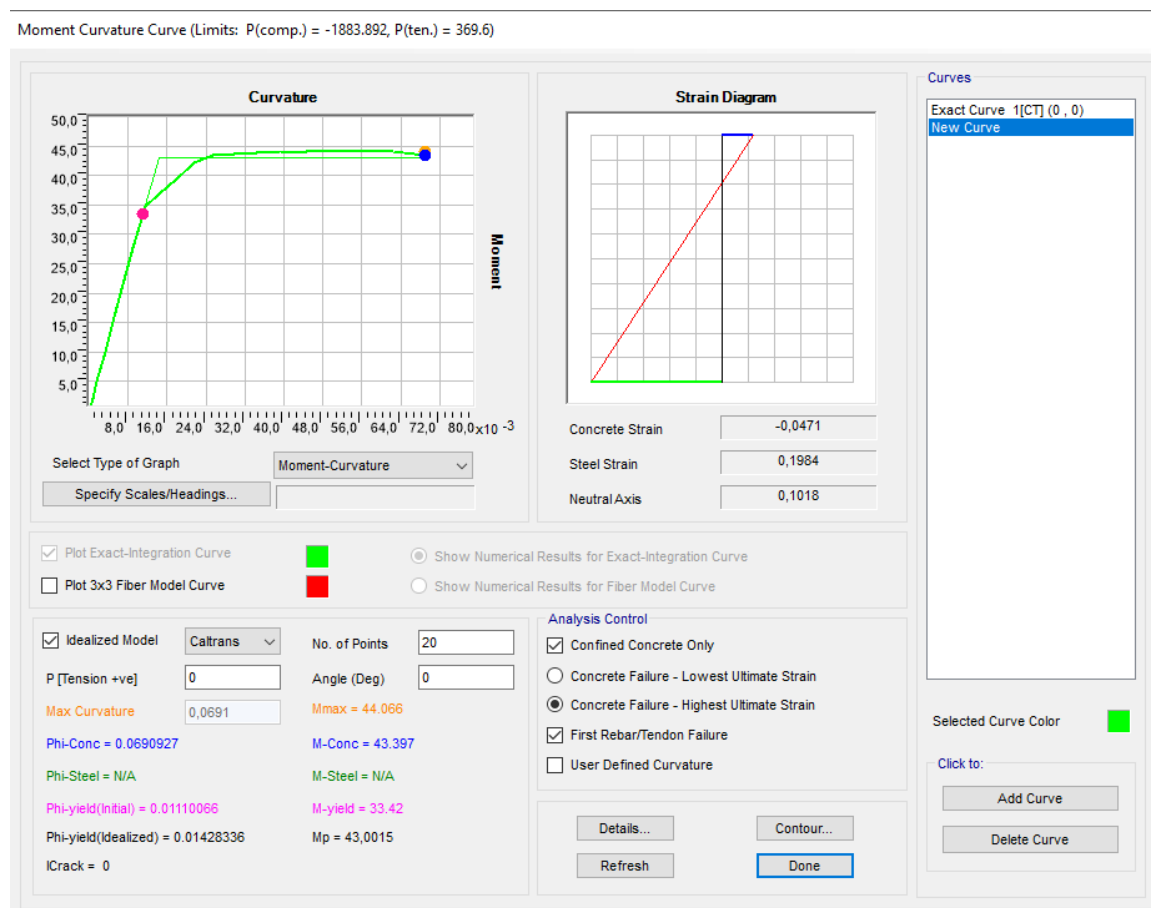 Moment Curvature Curve (Limits: P(comp.) = -1883.892, P(ten.) = 369.6)
Curvature
50,0
45,0
40,0
35,0
30,0
25,0
20,0
15,0
10,0
5,0
8,0 16,0 24,0 32,0 40,0 48,0 56,0 64,0 72,0 80,0 x10 -3
Moment
Select Type of Graph Moment-Curvature
Specify Scales/Headings...
Strain Diagram
Concrete Strain -0,0471
Steel Strain 0,1984
Neutral Axis 0,1018
Curves
Exact Curve 1[CT] (0 , 0)
New Curve
Plot Exact-Integration Curve Show Numerical Results for Exact-Integration Curve
Plot 3x3 Fiber Model Curve Show Numerical Results for Fiber Model Curve
Idealized Model Caltrans No. of Points 20
P [Tension +ve] 0 Angle (Deg) 0
Max Curvature 0,0691 Mmax = 44.066
Phi-Conc = 0.0690927 M-Conc = 43.397
Phi-Steel = N/A M-Steel = N/A
Phi-yield(Initial) = 0.01110066 M-yield = 33.42
Phi-yield(Idealized) = 0.01428336 Mp = 43,0015
ICrack = 0
Analysis Control
Confined Concrete Only
Concrete Failure - Lowest Ultimate Strain
Concrete Failure - Highest Ultimate Strain
First Rebar/Tendon Failure
User Defined Curvature
Details... Contour...
Refresh Done
Selected Curve Color
Click to:
Add Curve
Delete Curve